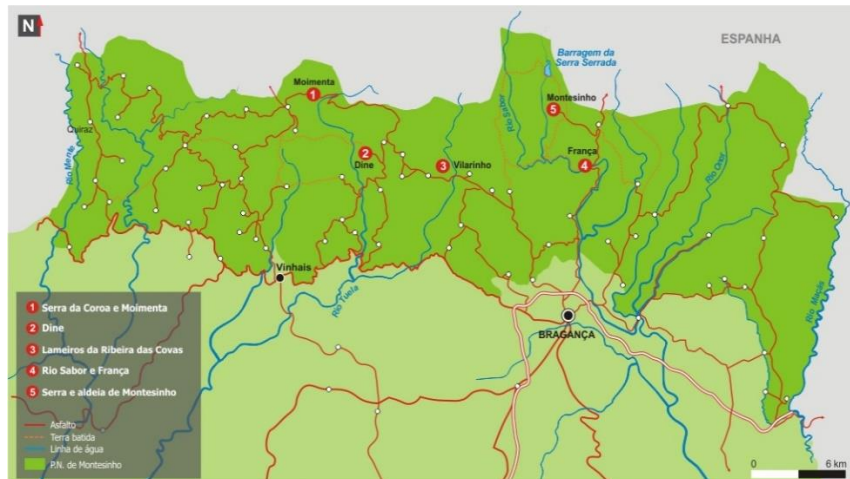 N
ESPANHA
Barragem da
Serra Serrada
Moimenta
1
Rio Sabor
Montesinho
5
Quiraz
Rio Mente
2
Dine
3
Vilarinho
França
4
Rio Onor
Vinhais
Rio Tuela
Rio Maçãs
BRAGANÇA
1 Serra da Coroa e Moimenta
2 Dine
3 Lameiros da Ribeira das Covas
4 Rio Sabor e França
5 Serra e aldeia de Montesinho
Asfalto
Terra batida
Linha de água
P.N. de Montesinho
0 6 km